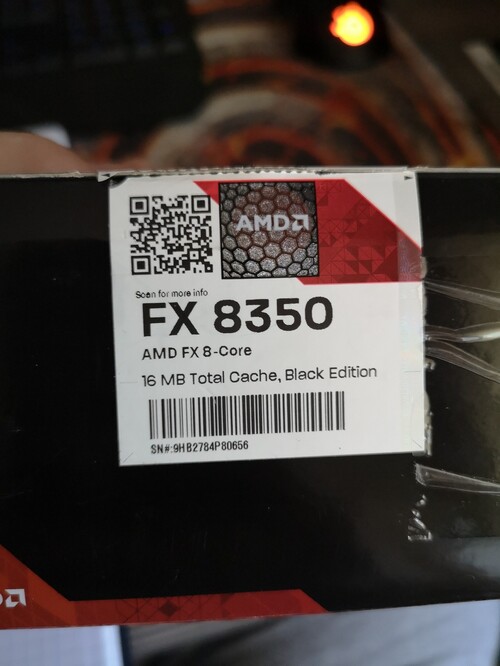 AMD
Scan for more info
FX 8350
AMD FX 8-Core
16 MB Total Cache, Black Edition
SN#:9HB2784P80656